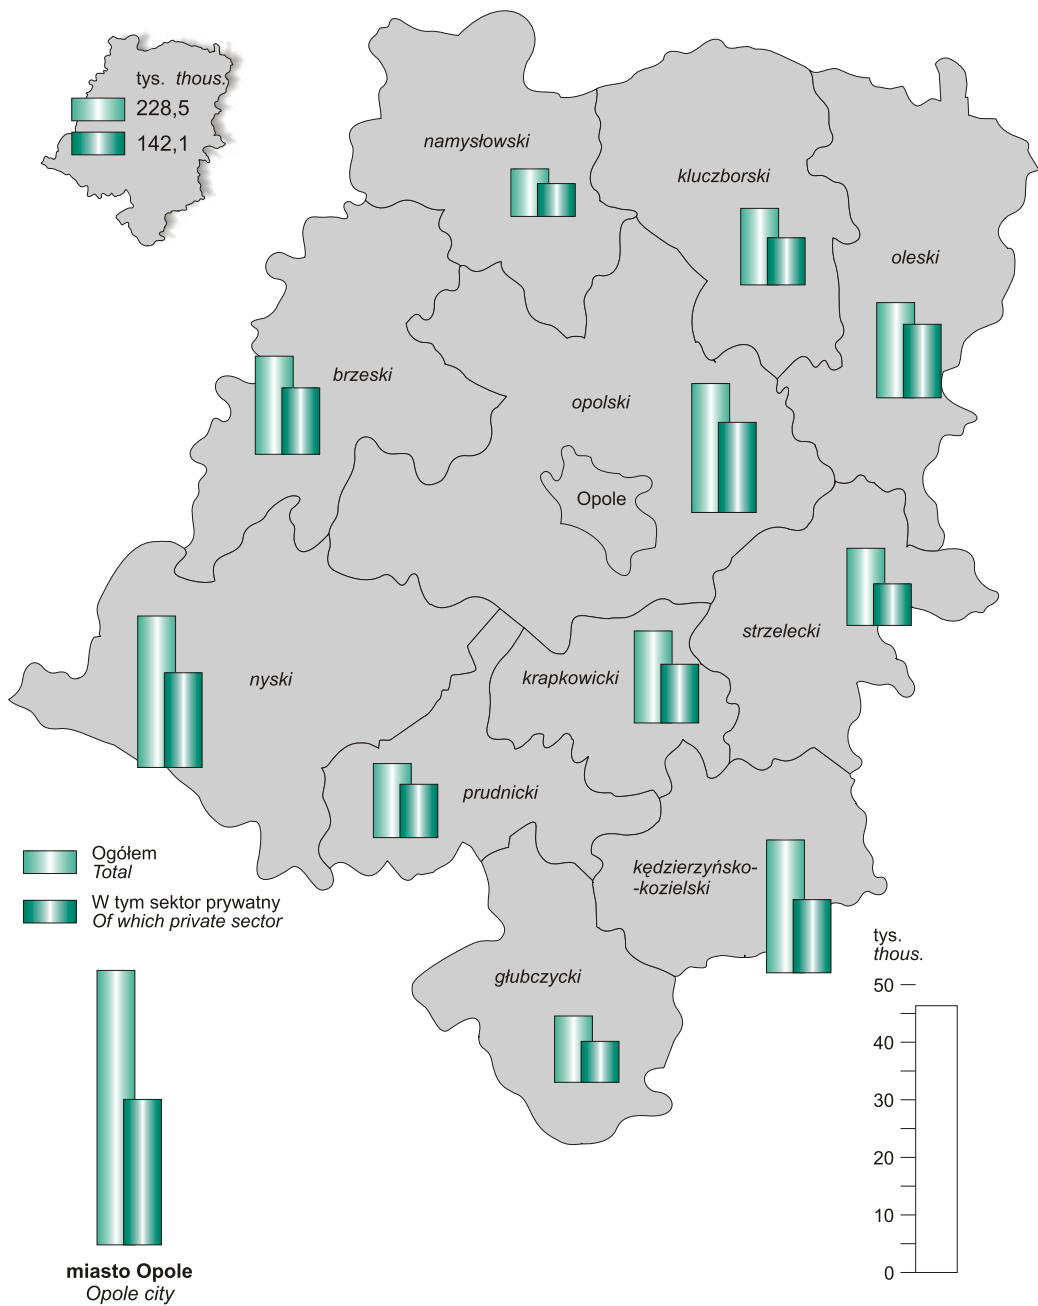 tys. thous.
228,5
142,1
namysłowski
kluczborski
oleski
brzeski
opolski
Opole
strzelecki
nyski
krapkowicki
prudnicki
kędzierzyńsko-
-kozielski
głubczycki
Ogółem
Total
W tym sektor prywatny
Of which private sector
miasto Opole
Opole city
tys.
thous.
50
40
30
20
10
0